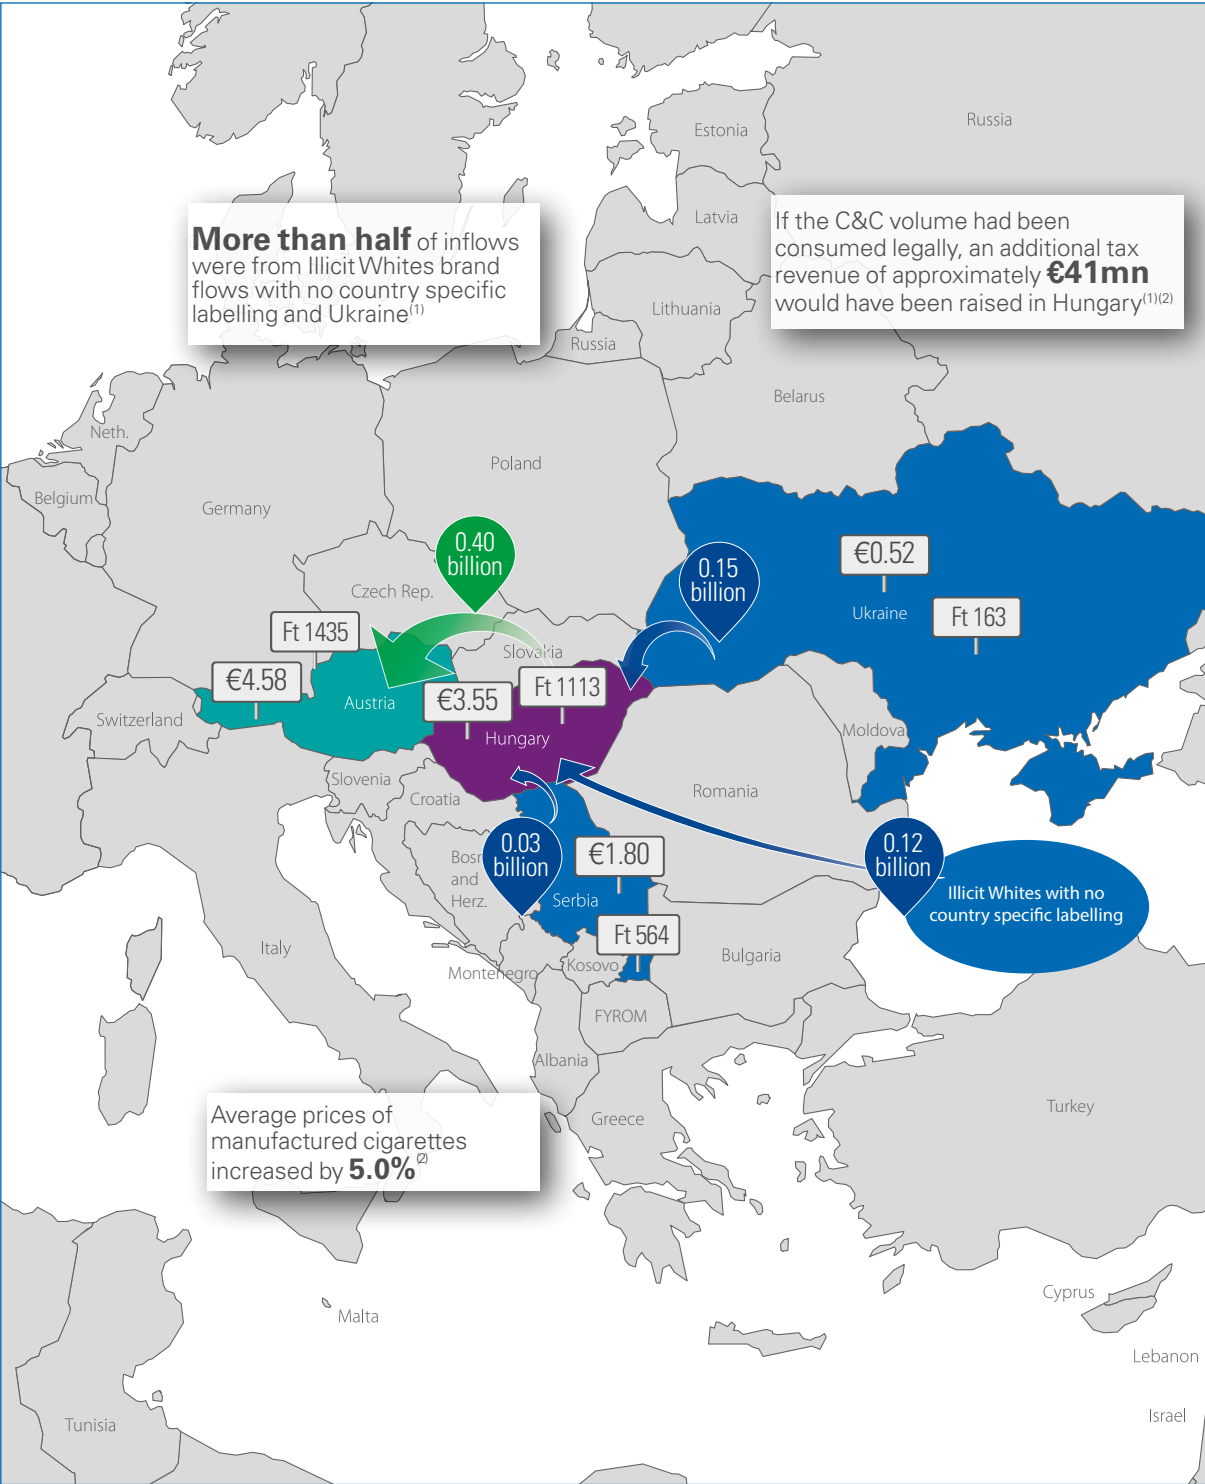 Estonia
Russia
Latvia
More than half of inflows
were from Illicit Whites brand
flows with no country specific
labelling and Ukraine(1)
If the C&C volume had been
consumed legally, an additional tax
revenue of approximately €41mn
would have been raised in Hungary(1)(2)
Lithuania
Russia
Belarus
Neth.
Poland
Belgium
Germany
0.40
billion
0.15
billion
€0.52
Czech Rep.
Ukraine
Ft 163
Ft 1435
Slovakia
€4.58
Ft 1113
€3.55
Austria
Switzerland
Hungary
Moldova
Slovenia
Croatia
Romania
0.03
billion
€1.80
0.12
billion
Bosn
and
Herz.
Serbia
Illicit Whites with no
country specific labelling
Ft 564
Italy
Montenegro
Kosovo
Bulgaria
FYROM
Albania
Greece
Turkey
Average prices of
manufactured cigarettes
increased by 5.0%(2)
Cyprus
Malta
Lebanon
Israel
Tunisia